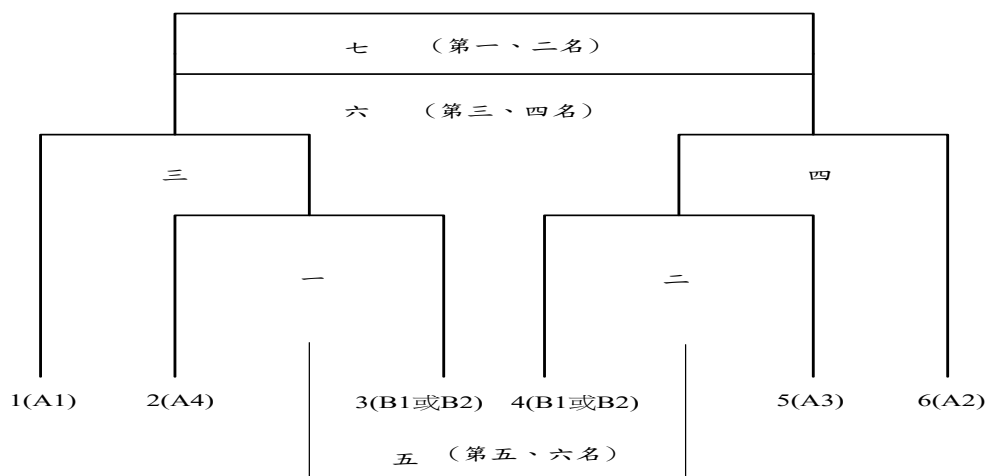 七 （第一、二名）
六 （第三、四名）
三 四
一 二
1(A1) 2(A4) 3(B1或B2) 4(B1或B2) 5(A3) 6(A2)
五 （第五、六名）